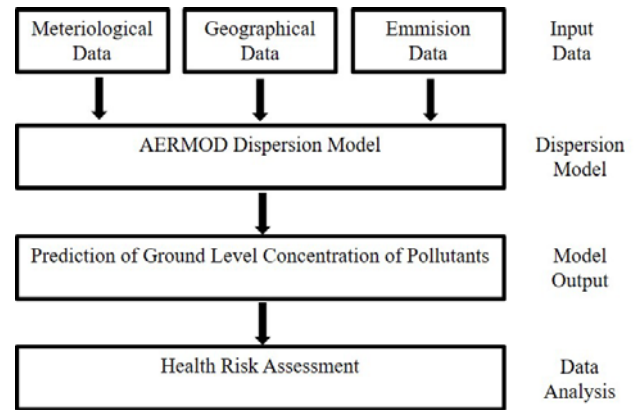 Meteriological
Data
Geographical
Data
Emmision
Data
Input
Data
AERMOD Dispersion Model
Dispersion
Model
Prediction of Ground Level Concentration of Pollutants
Model
Output
Health Risk Assessment
Data
Analysis